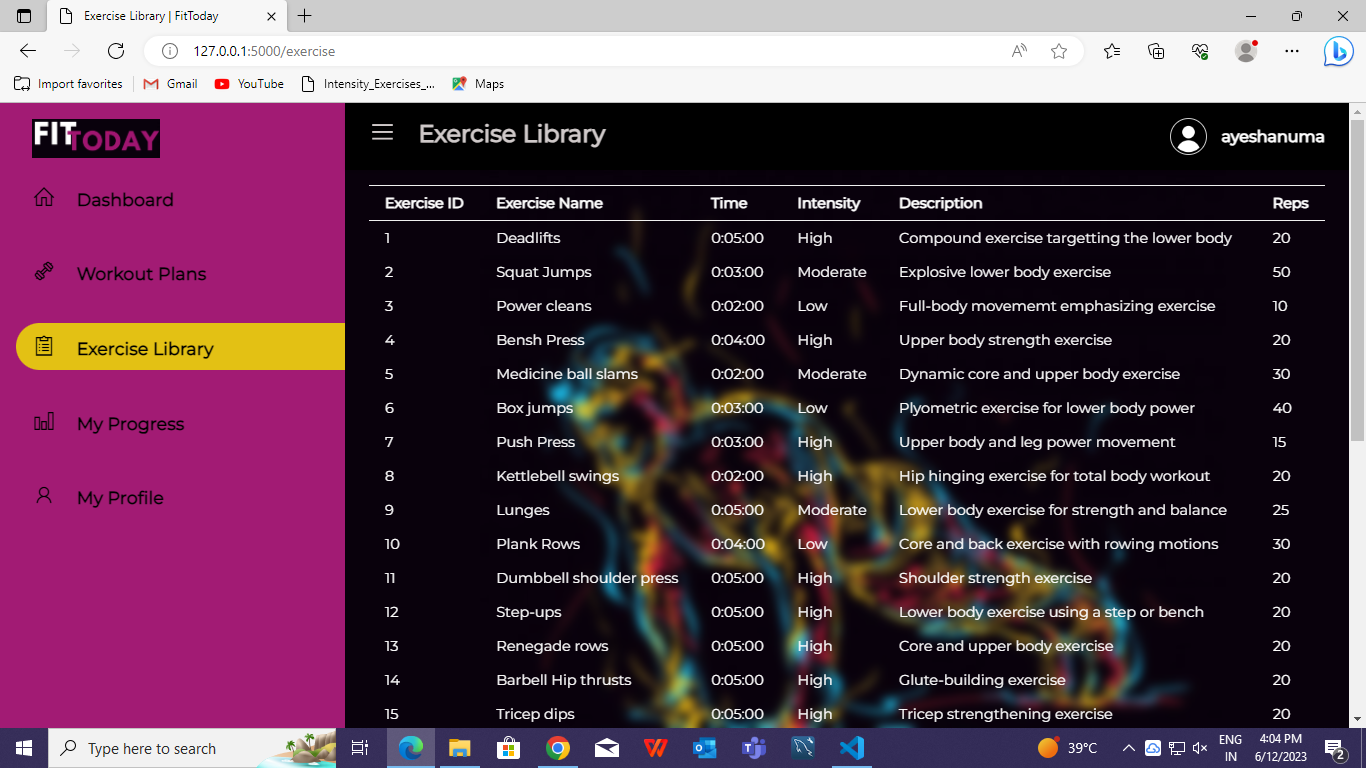 Exercise Library | FitToday
127.0.0.1:5000/exercise
Import favorites Gmail YouTube Intensity_Exercises_... Maps
FIT TODAY
Exercise Library
ayeshanuma
Dashboard
Workout Plans
Exercise Library
My Progress
My Profile
Exercise ID Exercise Name Time Intensity Description Reps
1 Deadlifts 0:05:00 High Compound exercise targetting the lower body 20
2 Squat Jumps 0:03:00 Moderate Explosive lower body exercise 50
3 Power cleans 0:02:00 Low Full-body movememt emphasizing exercise 10
4 Bensh Press 0:04:00 High Upper body strength exercise 20
5 Medicine ball slams 0:02:00 Moderate Dynamic core and upper body exercise 30
6 Box jumps 0:03:00 Low Plyometric exercise for lower body power 40
7 Push Press 0:03:00 High Upper body and leg power movement 15
8 Kettlebell swings 0:02:00 High Hip hinging exercise for total body workout 20
9 Lunges 0:05:00 Moderate Lower body exercise for strength and balance 25
10 Plank Rows 0:04:00 Low Core and back exercise with rowing motions 30
11 Dumbbell shoulder press 0:05:00 High Shoulder strength exercise 20
12 Step-ups 0:05:00 High Lower body exercise using a step or bench 20
13 Renegade rows 0:05:00 High Core and upper body exercise 20
14 Barbell Hip thrusts 0:05:00 High Glute-building exercise 20
15 Tricep dips 0:05:00 High Tricep strengthening exercise 20
Type here to search
39°C
ENG
IN
4:04 PM
6/12/2023
2